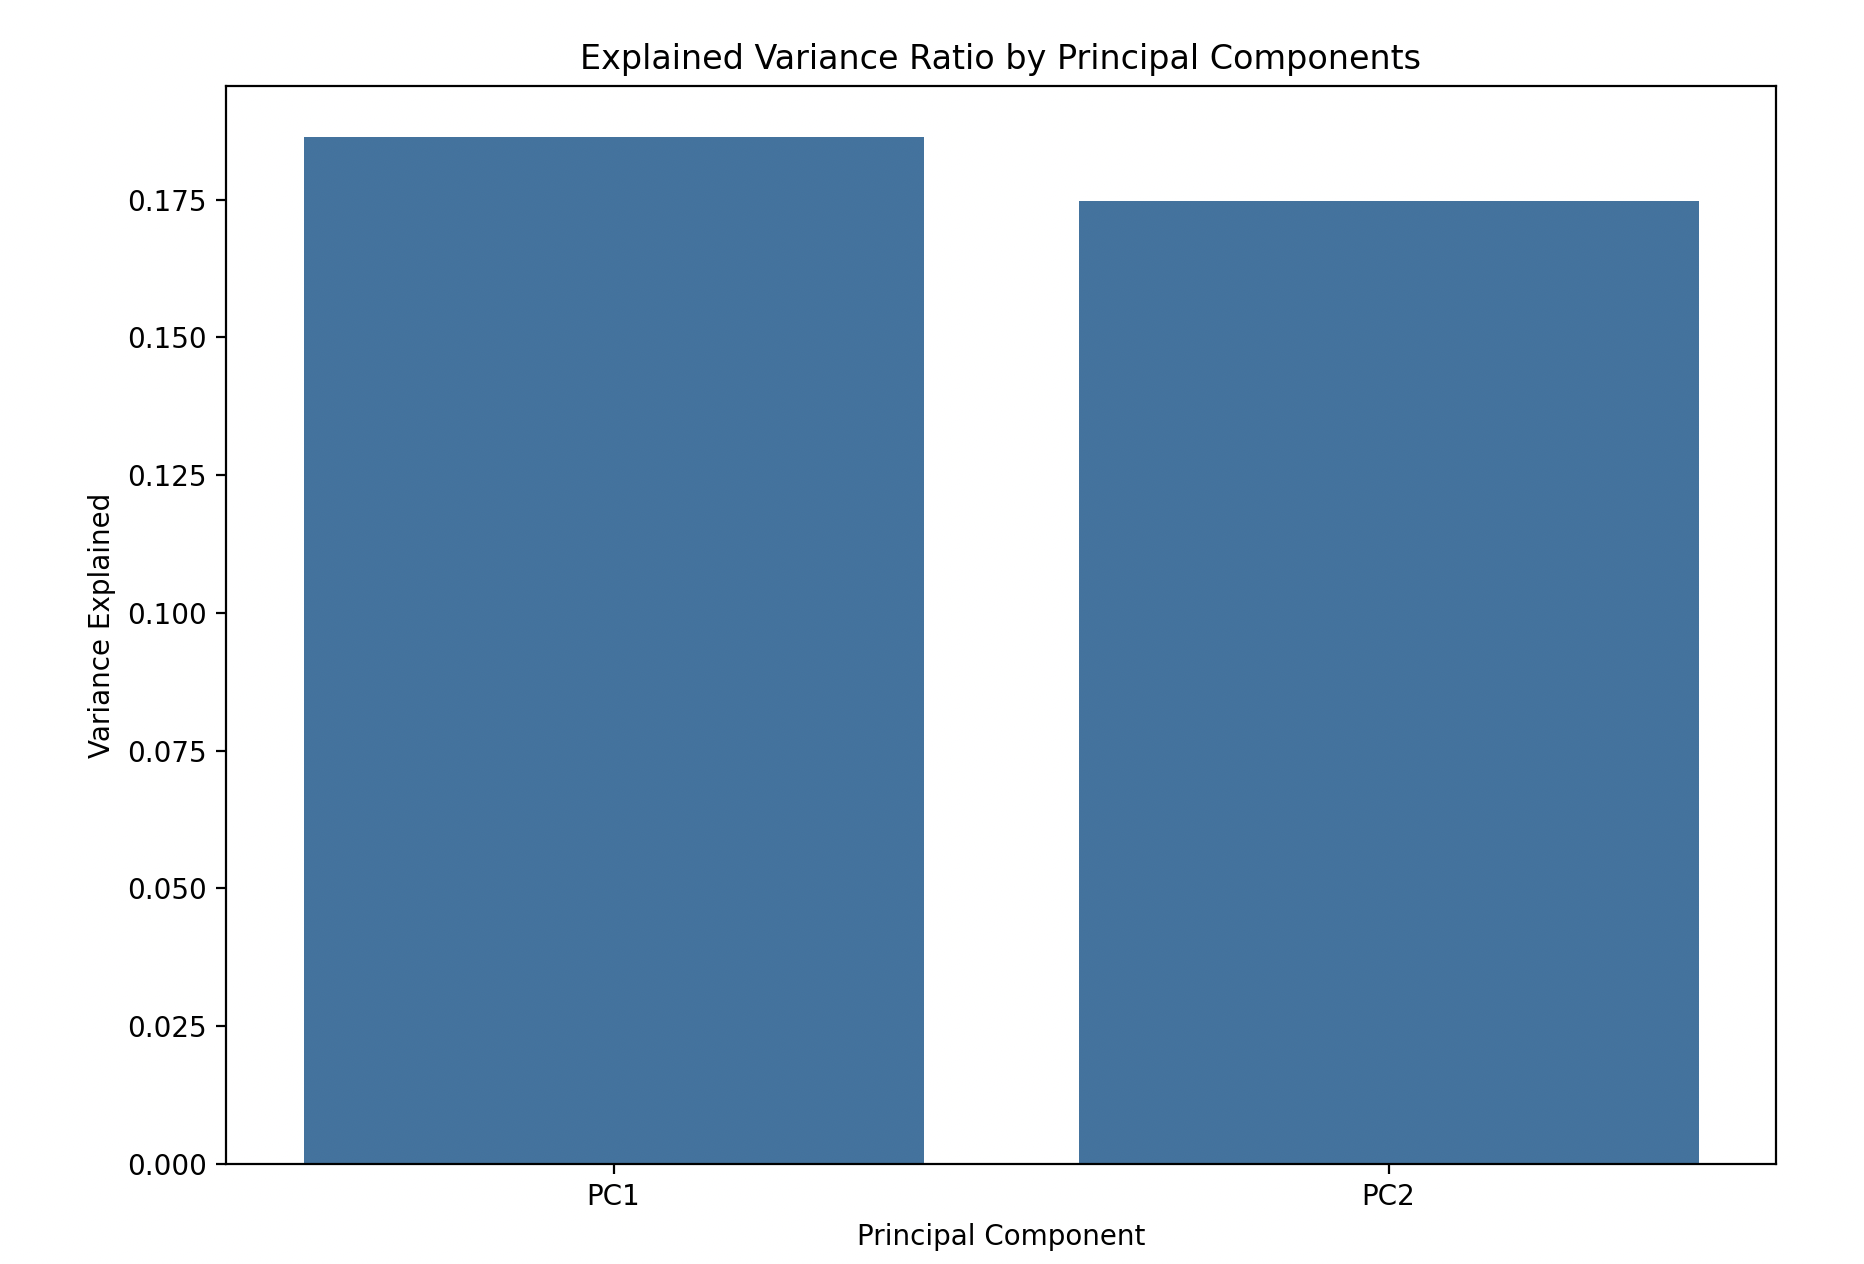 Explained Variance Ratio by Principal Components
Variance Explained
0.175
0.150
0.125
0.100
0.075
0.050
0.025
0.000
PC1 PC2
Principal Component